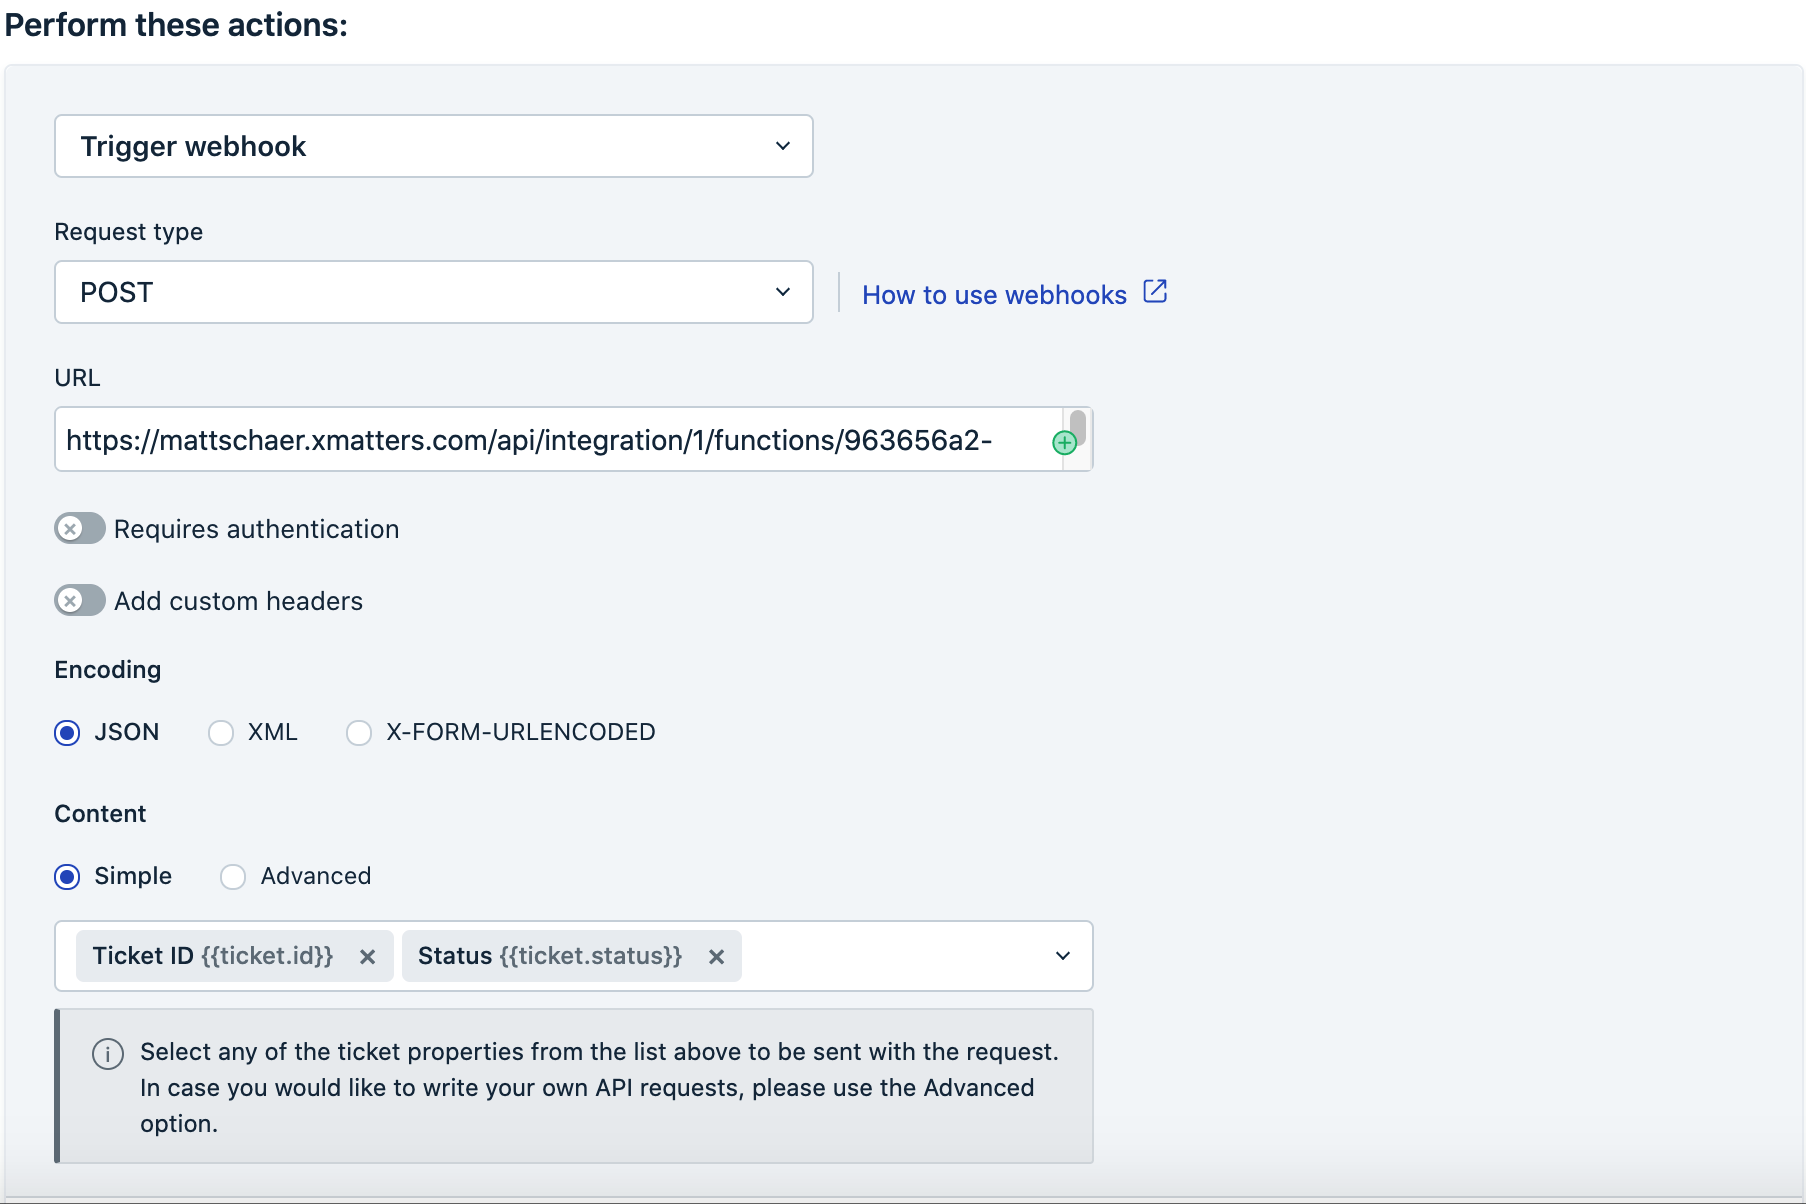 Perform these actions:
Trigger webhook
Request type
POST
How to use webhooks
URL
https://mattschaer.xmatters.com/api/integration/1/functions/963656a2-
Requires authentication
Add custom headers
Encoding
JSON XML X-FORM-URLENCODED
Content
Simple Advanced
Ticket ID {{ticket.id}} Status {{ticket.status}}
Select any of the ticket properties from the list above to be sent with the request.
In case you would like to write your own API requests, please use the Advanced
option.